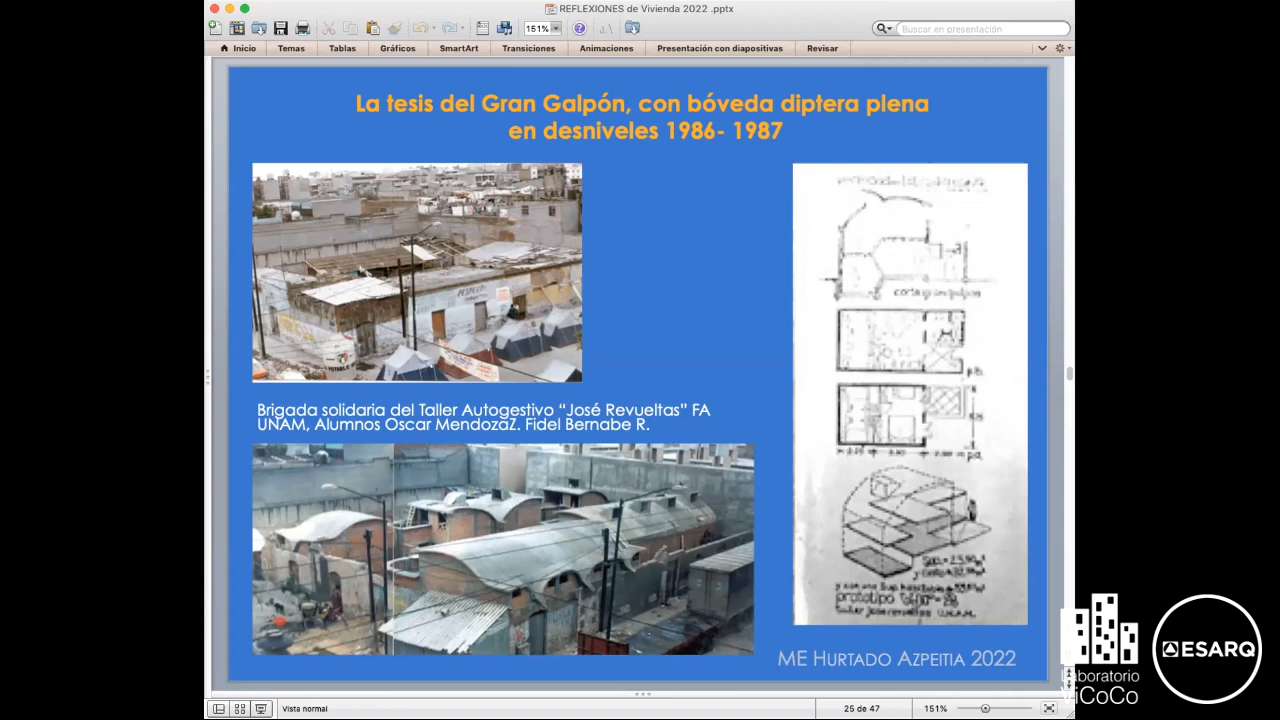 REFLEXIONES de Vivienda 2022 .pptx
151%
Buscar en presentación
Inicio
Temas
Tablas
Gráficos
SmartArt
Transiciones
Animaciones
Presentación con diapositivas
Revisar
La tesis del Gran Galpón, con bóveda diptera plena
en desniveles 1986- 1987
Brigada solidaria del Taller Autogestivo “José Revueltas” FA
UNAM, Alumnos Oscar MendozaZ. Fidel Bernabe R.
corte
p.b.
p.a.
prototipo
ME HURTADO AZPEITIA 2022
Laboratorio
ViCoCo
ESARQ
Vista normal
25 de 47
151%